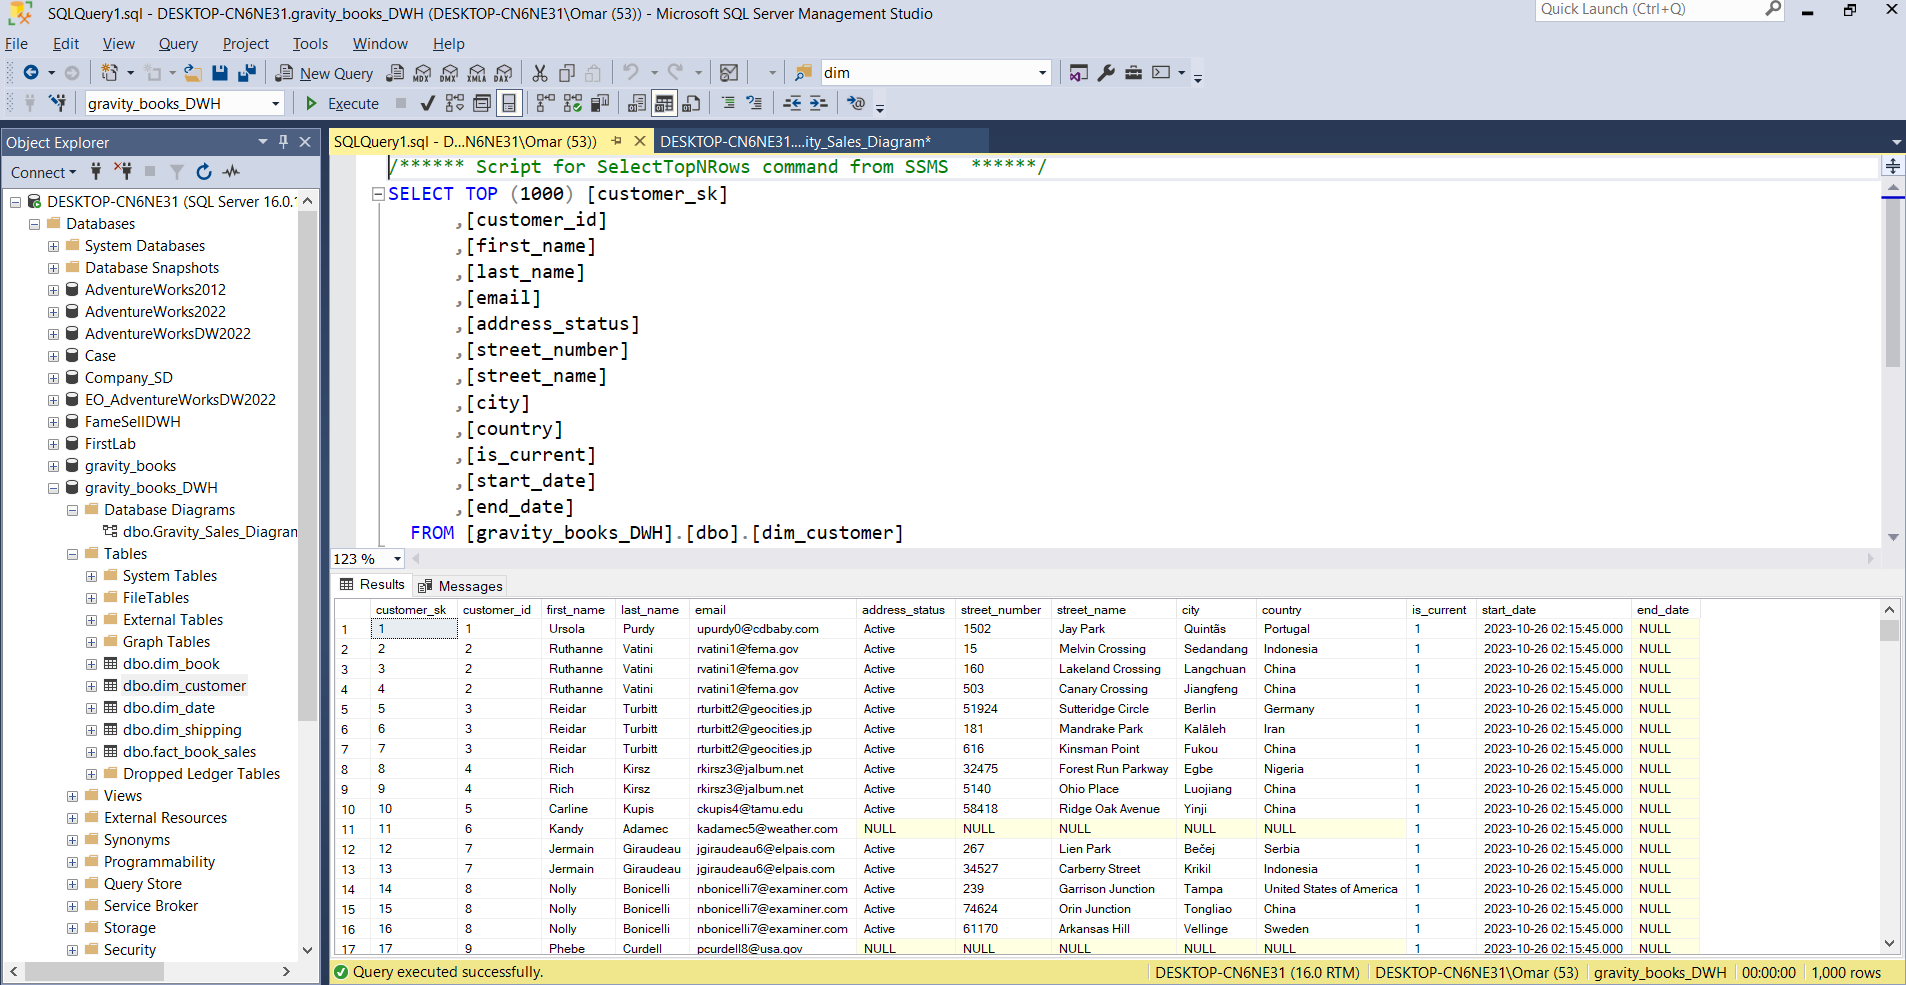 SQLQuery1.sql - DESKTOP-CN6NE31.gravity_books_DWH (DESKTOP-CN6NE31\Omar (53)) - Microsoft SQL Server Management Studio
Quick Launch (Ctrl+Q)
File Edit View Query Project Tools Window Help
New Query MDX DMX XMLA DAX dim
gravity_books_DWH Execute
Object Explorer
SQLQuery1.sql - D...N6NE31\Omar (53)) DESKTOP-CN6NE31....ity_Sales_Diagram*
Connect
DESKTOP-CN6NE31 (SQL Server 16.0.1
Databases
System Databases
Database Snapshots
AdventureWorks2012
AdventureWorks2022
AdventureWorksDW2022
Case
Company_SD
EO_AdventureWorksDW2022
FameSellDWH
FirstLab
gravity_books
gravity_books_DWH
Database Diagrams
dbo.Gravity_Sales_Diagram
Tables
System Tables
FileTables
External Tables
Graph Tables
dbo.dim_book
dbo.dim_customer
dbo.dim_date
dbo.dim_shipping
dbo.fact_book_sales
Dropped Ledger Tables
Views
External Resources
Synonyms
Programmability
Query Store
Service Broker
Storage
Security
/****** Script for SelectTopNRows command from SSMS ******/
SELECT TOP (1000) [customer_sk]
,[customer_id]
,[first_name]
,[last_name]
,[email]
,[address_status]
,[street_number]
,[street_name]
,[city]
,[country]
,[is_current]
,[start_date]
,[end_date]
FROM [gravity_books_DWH].[dbo].[dim_customer]
123 %
Results Messages
customer_sk customer_id first_name last_name email address_status street_number street_name city country is_current start_date end_date
1 1 1 Ursola Purdy upurdy0@cdbaby.com Active 1502 Jay Park Quintãs Portugal 1 2023-10-26 02:15:45.000 NULL
2 2 2 Ruthanne Vatini rvatini1@fema.gov Active 15 Melvin Crossing Sedandang Indonesia 1 2023-10-26 02:15:45.000 NULL
3 3 2 Ruthanne Vatini rvatini1@fema.gov Active 160 Lakeland Crossing Langchuan China 1 2023-10-26 02:15:45.000 NULL
4 4 2 Ruthanne Vatini rvatini1@fema.gov Active 503 Canary Crossing Jiangfeng China 1 2023-10-26 02:15:45.000 NULL
5 5 3 Reidar Turbitt rturbitt2@geocities.jp Active 51924 Sutteridge Circle Berlin Germany 1 2023-10-26 02:15:45.000 NULL
6 6 3 Reidar Turbitt rturbitt2@geocities.jp Active 181 Mandrake Park Kalāleh Iran 1 2023-10-26 02:15:45.000 NULL
7 7 3 Reidar Turbitt rturbitt2@geocities.jp Active 616 Kinsman Point Fukou China 1 2023-10-26 02:15:45.000 NULL
8 8 4 Rich Kirsz rkirsz3@jalbum.net Active 32475 Forest Run Parkway Egbe Nigeria 1 2023-10-26 02:15:45.000 NULL
9 9 4 Rich Kirsz rkirsz3@jalbum.net Active 5140 Ohio Place Luojiang China 1 2023-10-26 02:15:45.000 NULL
10 10 5 Carline Kupis ckupis4@tamu.edu Active 58418 Ridge Oak Avenue Yinji China 1 2023-10-26 02:15:45.000 NULL
11 11 6 Kandy Adamec kadamec5@weather.com NULL NULL NULL NULL NULL 1 2023-10-26 02:15:45.000 NULL
12 12 7 Jermain Giraudeau jgiraudeau6@elpais.com Active 267 Lien Park Bečej Serbia 1 2023-10-26 02:15:45.000 NULL
13 13 7 Jermain Giraudeau jgiraudeau6@elpais.com Active 34527 Carberry Street Krikil Indonesia 1 2023-10-26 02:15:45.000 NULL
14 14 8 Nolly Bonicelli nbonicelli7@examiner.com Active 239 Garrison Junction Tampa United States of America 1 2023-10-26 02:15:45.000 NULL
15 15 8 Nolly Bonicelli nbonicelli7@examiner.com Active 74624 Orin Junction Tongliao China 1 2023-10-26 02:15:45.000 NULL
16 16 8 Nolly Bonicelli nbonicelli7@examiner.com Active 61170 Arkansas Hill Vellinge Sweden 1 2023-10-26 02:15:45.000 NULL
17 17 9 Phebe Curdell pcurdell8@usa.gov NULL NULL NULL NULL NULL 1 2023-10-26 02:15:45.000 NULL
Query executed successfully. DESKTOP-CN6NE31 (16.0 RTM) DESKTOP-CN6NE31\Omar (53) gravity_books_DWH 00:00:00 1,000 rows